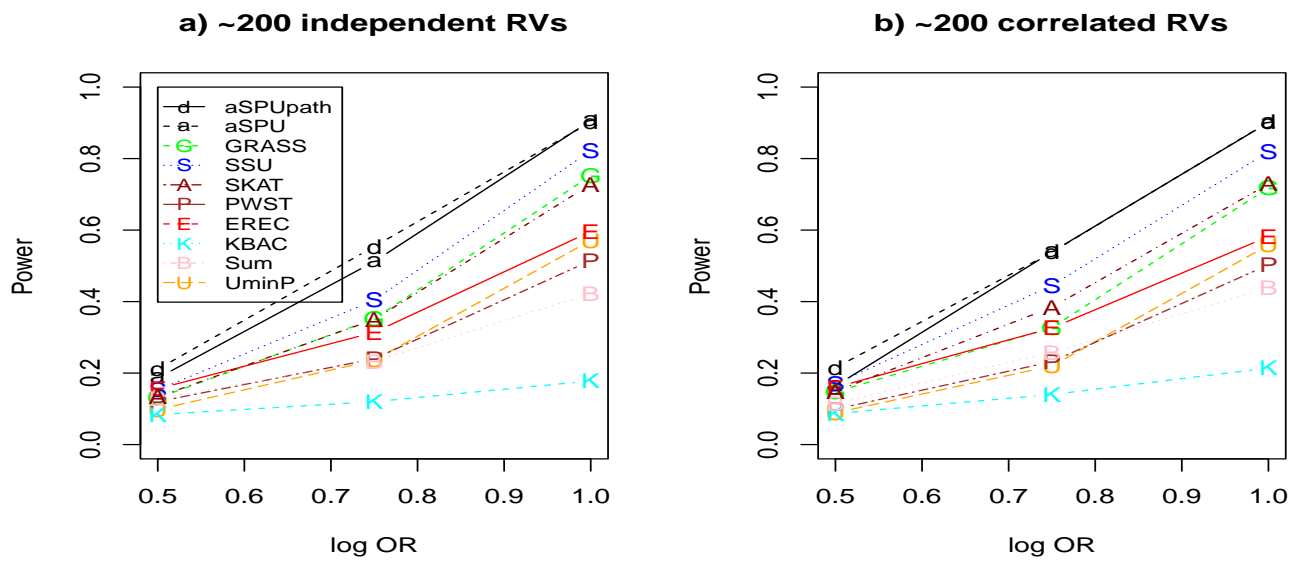 a) ~200 independent RVs
Power
1.0
0.8
0.6
0.4
0.2
0.0
d aSPUpath
a aSPU
G GRASS
S SSU
A SKAT
P PWST
E EREC
K KBAC
B Sum
U UminP
0.5 0.6 0.7 0.8 0.9 1.0
log OR
b) ~200 correlated RVs
Power
1.0
0.8
0.6
0.4
0.2
0.0
0.5 0.6 0.7 0.8 0.9 1.0
log OR